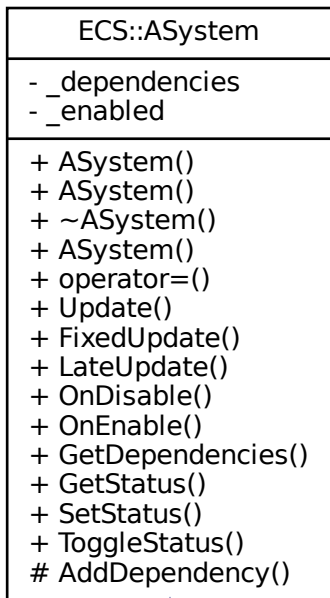 ECS::ASystem
- _dependencies
- _enabled
+ ASystem()
+ ASystem()
+ ~ASystem()
+ ASystem()
+ operator=()
+ Update()
+ FixedUpdate()
+ LateUpdate()
+ OnDisable()
+ OnEnable()
+ GetDependencies()
+ GetStatus()
+ SetStatus()
+ ToggleStatus()
# AddDependency()